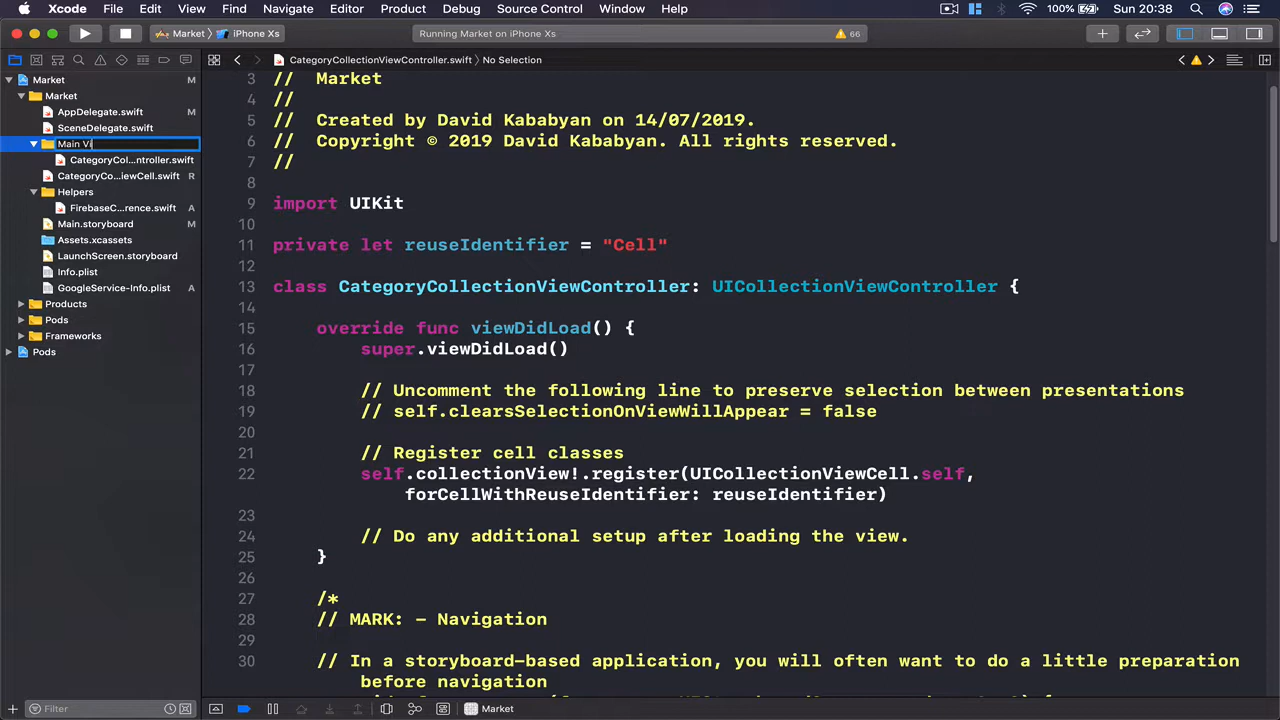 Xcode File Edit View Find Navigate Editor Product Debug Source Control Window Help 100% Sun 20:38
Market iPhone Xs Running Market on iPhone Xs 66
CategoryCollectionViewController.swift No Selection
Market M
Market
AppDelegate.swift M
SceneDelegate.swift
Main Vi
CategoryCol...ntroller.swift
CategoryCo...iewCell.swift R
Helpers
FirebaseC...rence.swift A
Main.storyboard M
Assets.xcassets
LaunchScreen.storyboard
Info.plist
GoogleService-Info.plist A
Products
Pods
Frameworks
Pods
3 // Market
4 //
5 // Created by David Kababyan on 14/07/2019.
6 // Copyright © 2019 David Kababyan. All rights reserved.
7 //
8
9 import UIKit
10
11 private let reuseIdentifier = "Cell"
12
13 class CategoryCollectionViewController: UICollectionViewController {
14
15 override func viewDidLoad() {
16 super.viewDidLoad()
17
18 // Uncomment the following line to preserve selection between presentations
19 // self.clearsSelectionOnViewWillAppear = false
20
21 // Register cell classes
22 self.collectionView!.register(UICollectionViewCell.self,
forCellWithReuseIdentifier: reuseIdentifier)
23
24 // Do any additional setup after loading the view.
25 }
26
27 /*
28 // MARK: - Navigation
29
30 // In a storyboard-based application, you will often want to do a little preparation
before navigation
Filter Market